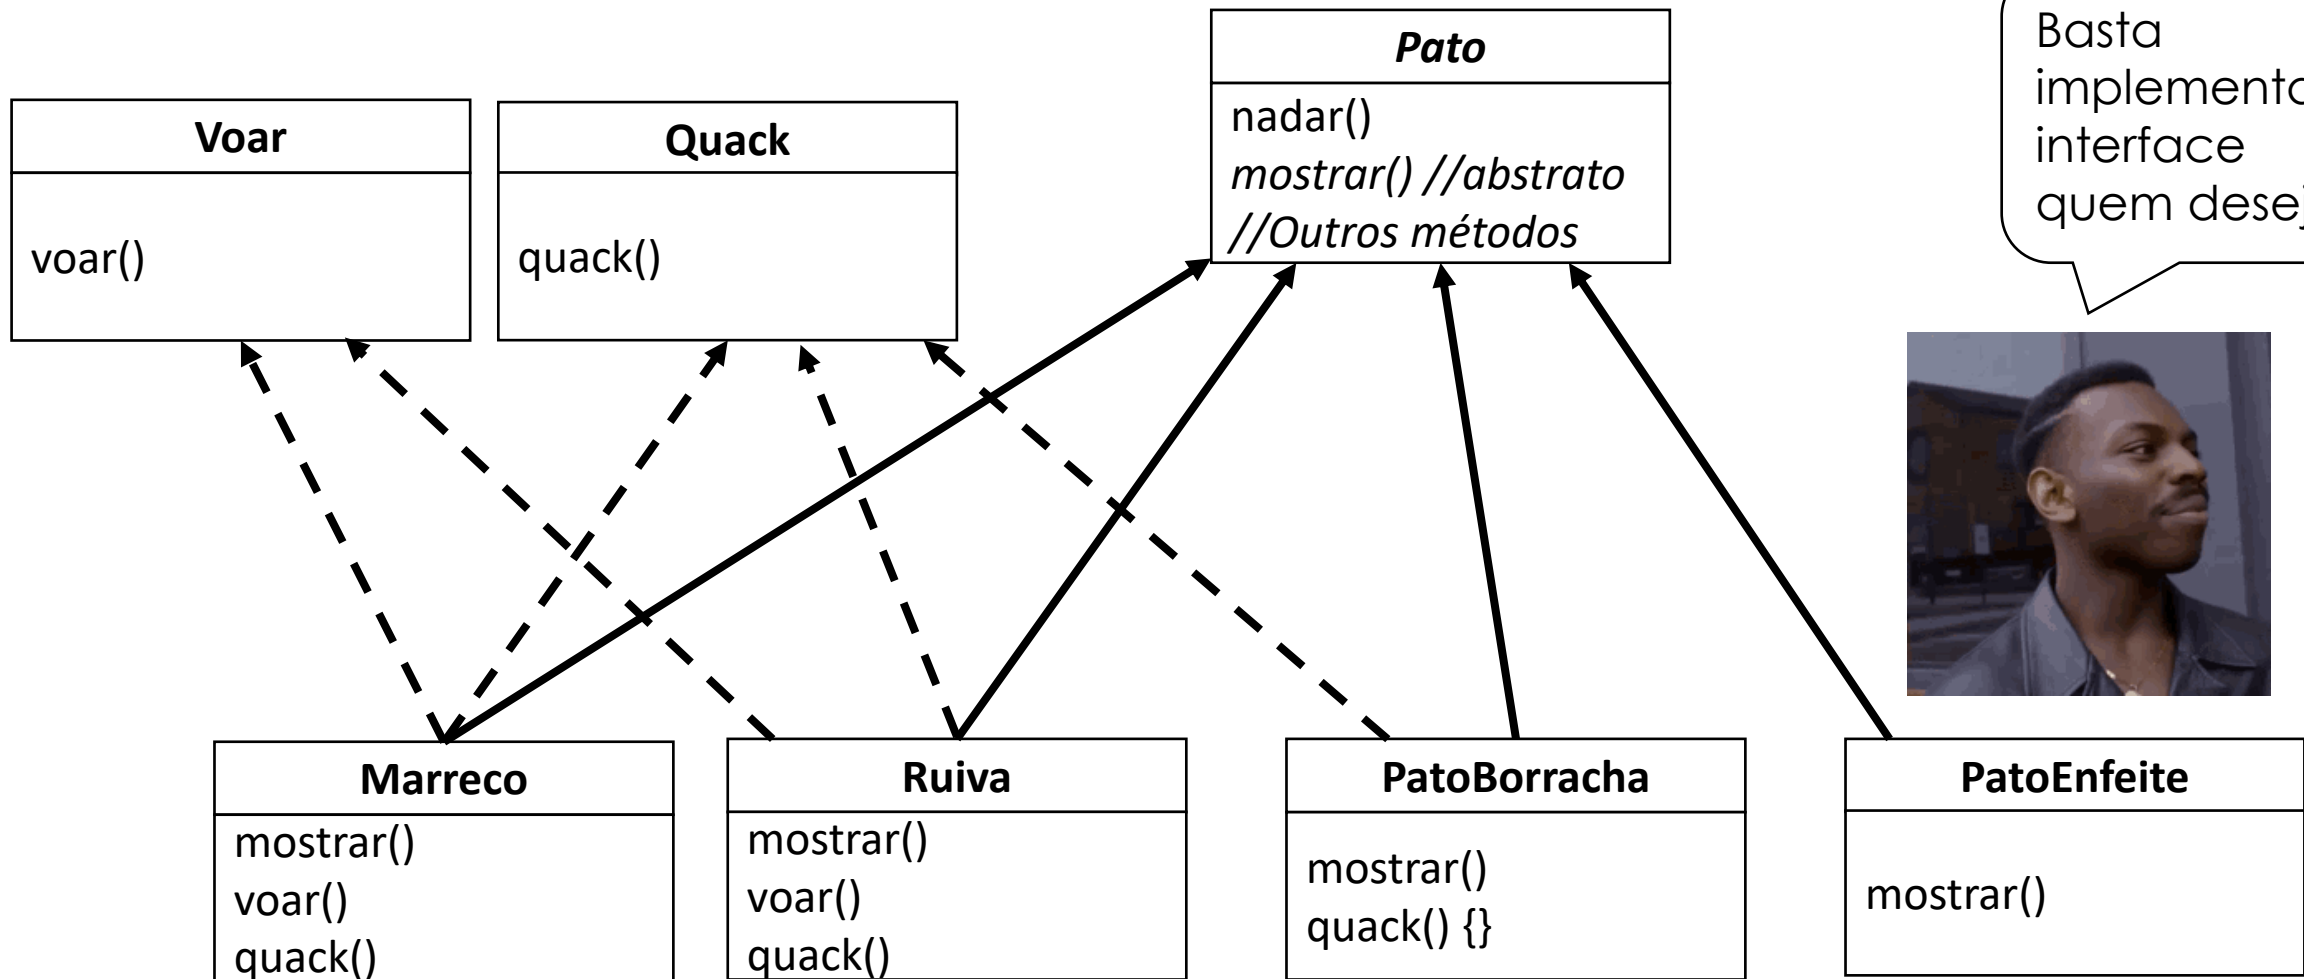 Pato
nadar()
mostrar() //abstrato
//Outros métodos
Voar
voar()
Quack
quack()
Basta
interface
quem
Marreco
mostrar()
voar()
quack()
Ruiva
mostrar()
voar()
quack()
PatoBorracha
mostrar()
quack() {}
PatoEnfeite
mostrar()